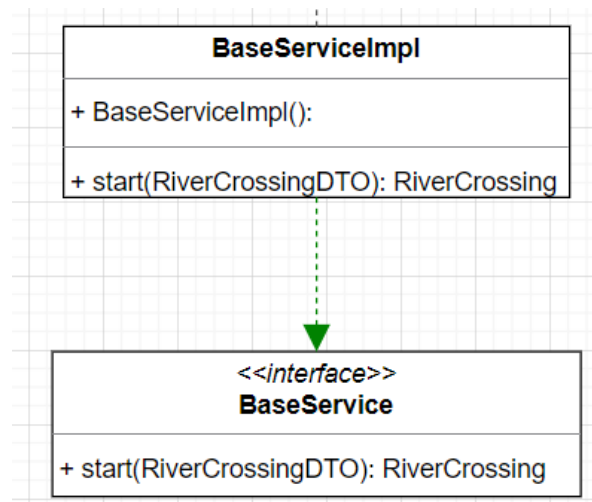 BaseServiceImpl
+ BaseServiceImpl():
+ start(RiverCrossingDTO): RiverCrossing
<<interface>>
BaseService
+ start(RiverCrossingDTO): RiverCrossing